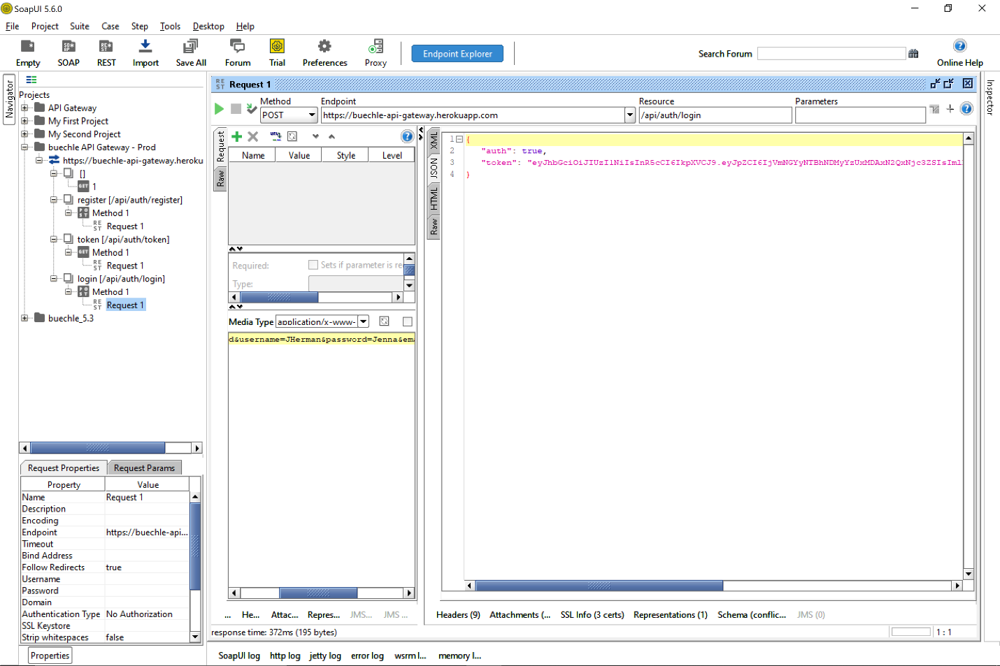 SoapUI 5.6.0
File Project Suite Case Step Tools Desktop Help
Empty SOAP REST Import Save All Forum Trial Preferences Proxy Endpoint Explorer Search Forum Online Help
Navigator
Projects
API Gateway
My First Project
My Second Project
buechle API Gateway - Prod
https://buechle-api-gateway.heroku
[]
GET 1
register [/api/auth/register]
POST Method 1
REST Request 1
token [/api/auth/token]
GET Method 1
REST Request 1
login [/api/auth/login]
POST Method 1
REST Request 1
buechle_5.3
Request Properties Request Params
Property Value
Name Request 1
Description
Encoding
Endpoint https://buechle-api...
Timeout
Bind Address
Follow Redirects true
Username
Password
Domain
Authentication Type No Authorization
SSL Keystore
Strip whitespaces false
Properties
REST Request 1
Method Endpoint Resource Parameters
POST https://buechle-api-gateway.herokuapp.com /api/auth/login
Request
Raw
Name Value Style Level
Required: Sets if parameter is re
Type:
Media Type application/x-www-
d&username=JHerman&password=Jenna&em
... He... Attac... Repres... JMS... JMS ...
XML
JSON
HTML
Raw
1 {
2 "auth": true,
3 "token": "eyJhbGciOiJIUzI1NiIsInR5cCI6IkpXVCJ9.eyJpZCI6IjVmNGYyNTBhNDMyYzUxMDAxN2QxNjc3ZSIsIml
4 }
Headers (9) Attachments (... SSL Info (3 certs) Representations (1) Schema (conflic... JMS (0)
response time: 372ms (195 bytes) 1 : 1
SoapUI log http log jetty log error log wsrm l... memory l...
Inspector